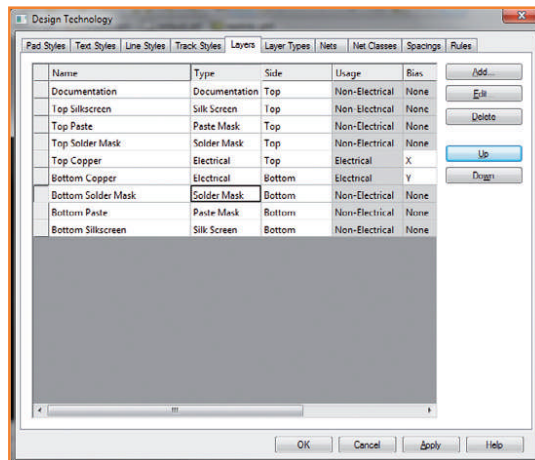 Design Technology
Pad Styles Text Styles Line Styles Track Styles Layers Layer Types Nets Net Classes Spacings Rules
Name Type Side Usage Bias
Documentation Documentation Top Non-Electrical None
Top Silkscreen Silk Screen Top Non-Electrical None
Top Paste Paste Mask Top Non-Electrical None
Top Solder Mask Solder Mask Top Non-Electrical None
Top Copper Electrical Top Electrical X
Bottom Copper Electrical Bottom Electrical Y
Bottom Solder Mask Solder Mask Bottom Non-Electrical None
Bottom Paste Paste Mask Bottom Non-Electrical None
Bottom Silkscreen Silk Screen Bottom Non-Electrical None
Add...
Edit...
Delete
Up
Down
OK Cancel Apply Help